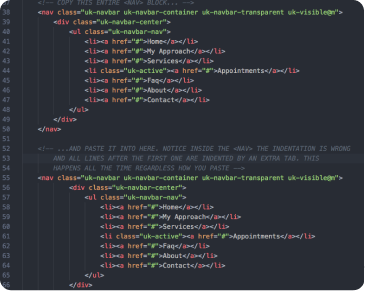 37 <!-- COPY THIS ENTIRE <NAV> BLOCK... -->
38 <nav class="uk-navbar-container uk-navbar-transparent uk-visible@m">
39 <div class="uk-navbar-center">
40 <ul class="uk-navbar-nav">
41 <li><a href="#">Home</a></li>
42 <li><a href="#">My Approach</a></li>
43 <li><a href="#">Services</a></li>
44 <li class="uk-active"><a href="#">Appointments</a></li>
45 <li><a href="#">Faq</a></li>
46 <li><a href="#">About</a></li>
47 <li><a href="#">Contact</a></li>
48 </ul>
49 </div>
50 </nav>
51
52 <!-- ...AND PASTE IT INTO HERE. NOTICE INSIDE THE <NAV> THE INDENTATION IS WRONG
53 AND ALL LINES AFTER THE FIRST ONE ARE INDENTED BY AN EXTRA TAB. THIS
54 HAPPENS ALL THE TIME REGARDLESS HOW YOU PASTE -->
55 <nav class="uk-navbar-container uk-navbar-transparent uk-visible@m">
56 <div class="uk-navbar-center">
57 <ul class="uk-navbar-nav">
58 <li><a href="#">Home</a></li>
59 <li><a href="#">My Approach</a></li>
60 <li><a href="#">Services</a></li>
61 <li class="uk-active"><a href="#">Appointments</a></li>
62 <li><a href="#">Faq</a></li>
63 <li><a href="#">About</a></li>
64 <li><a href="#">Contact</a></li>
65 </ul>
66 </div>